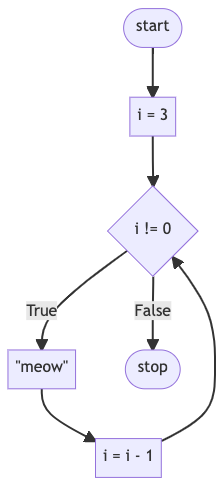 start
i = 3
i != 0
True
False
"meow"
stop
i = i - 1